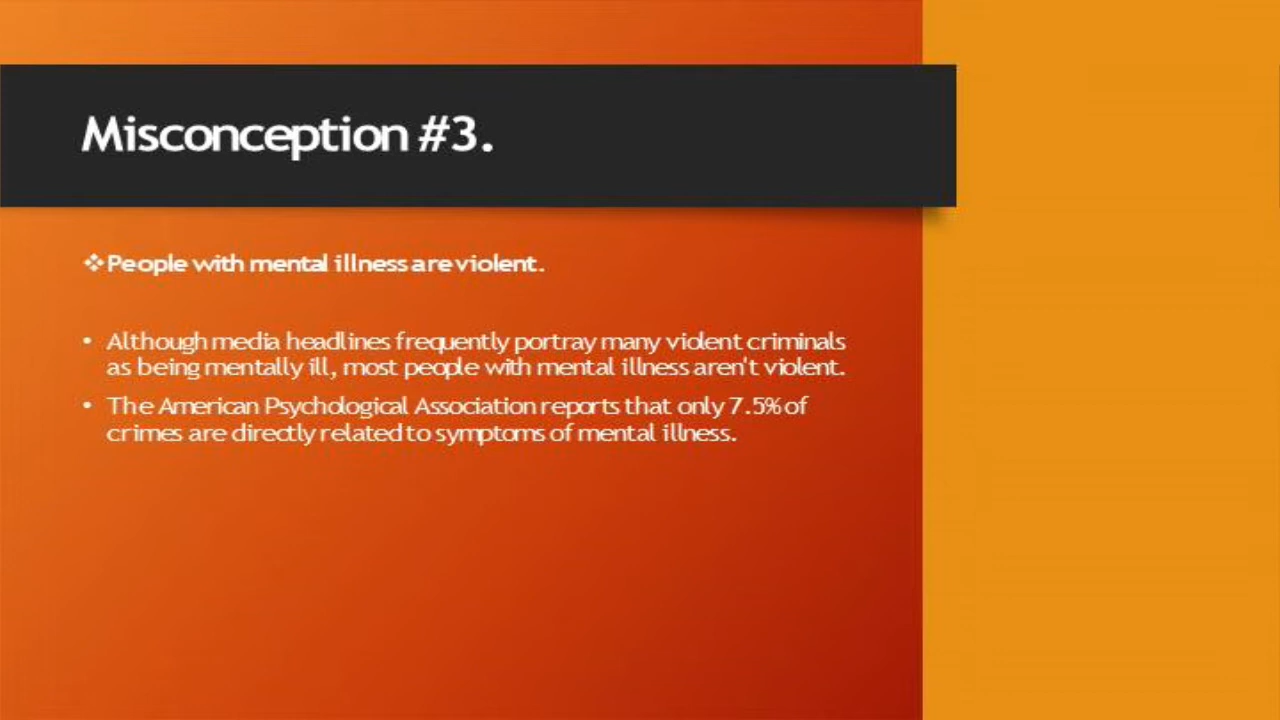 Misconception #3.
❖People with mental illness are violent.
• Although media headlines frequently portray many violent criminals
as being mentally ill, most people with mental illness aren't violent.
• The American Psychological Association reports that only 7.5% of
crimes are directly related to symptoms of mental illness.